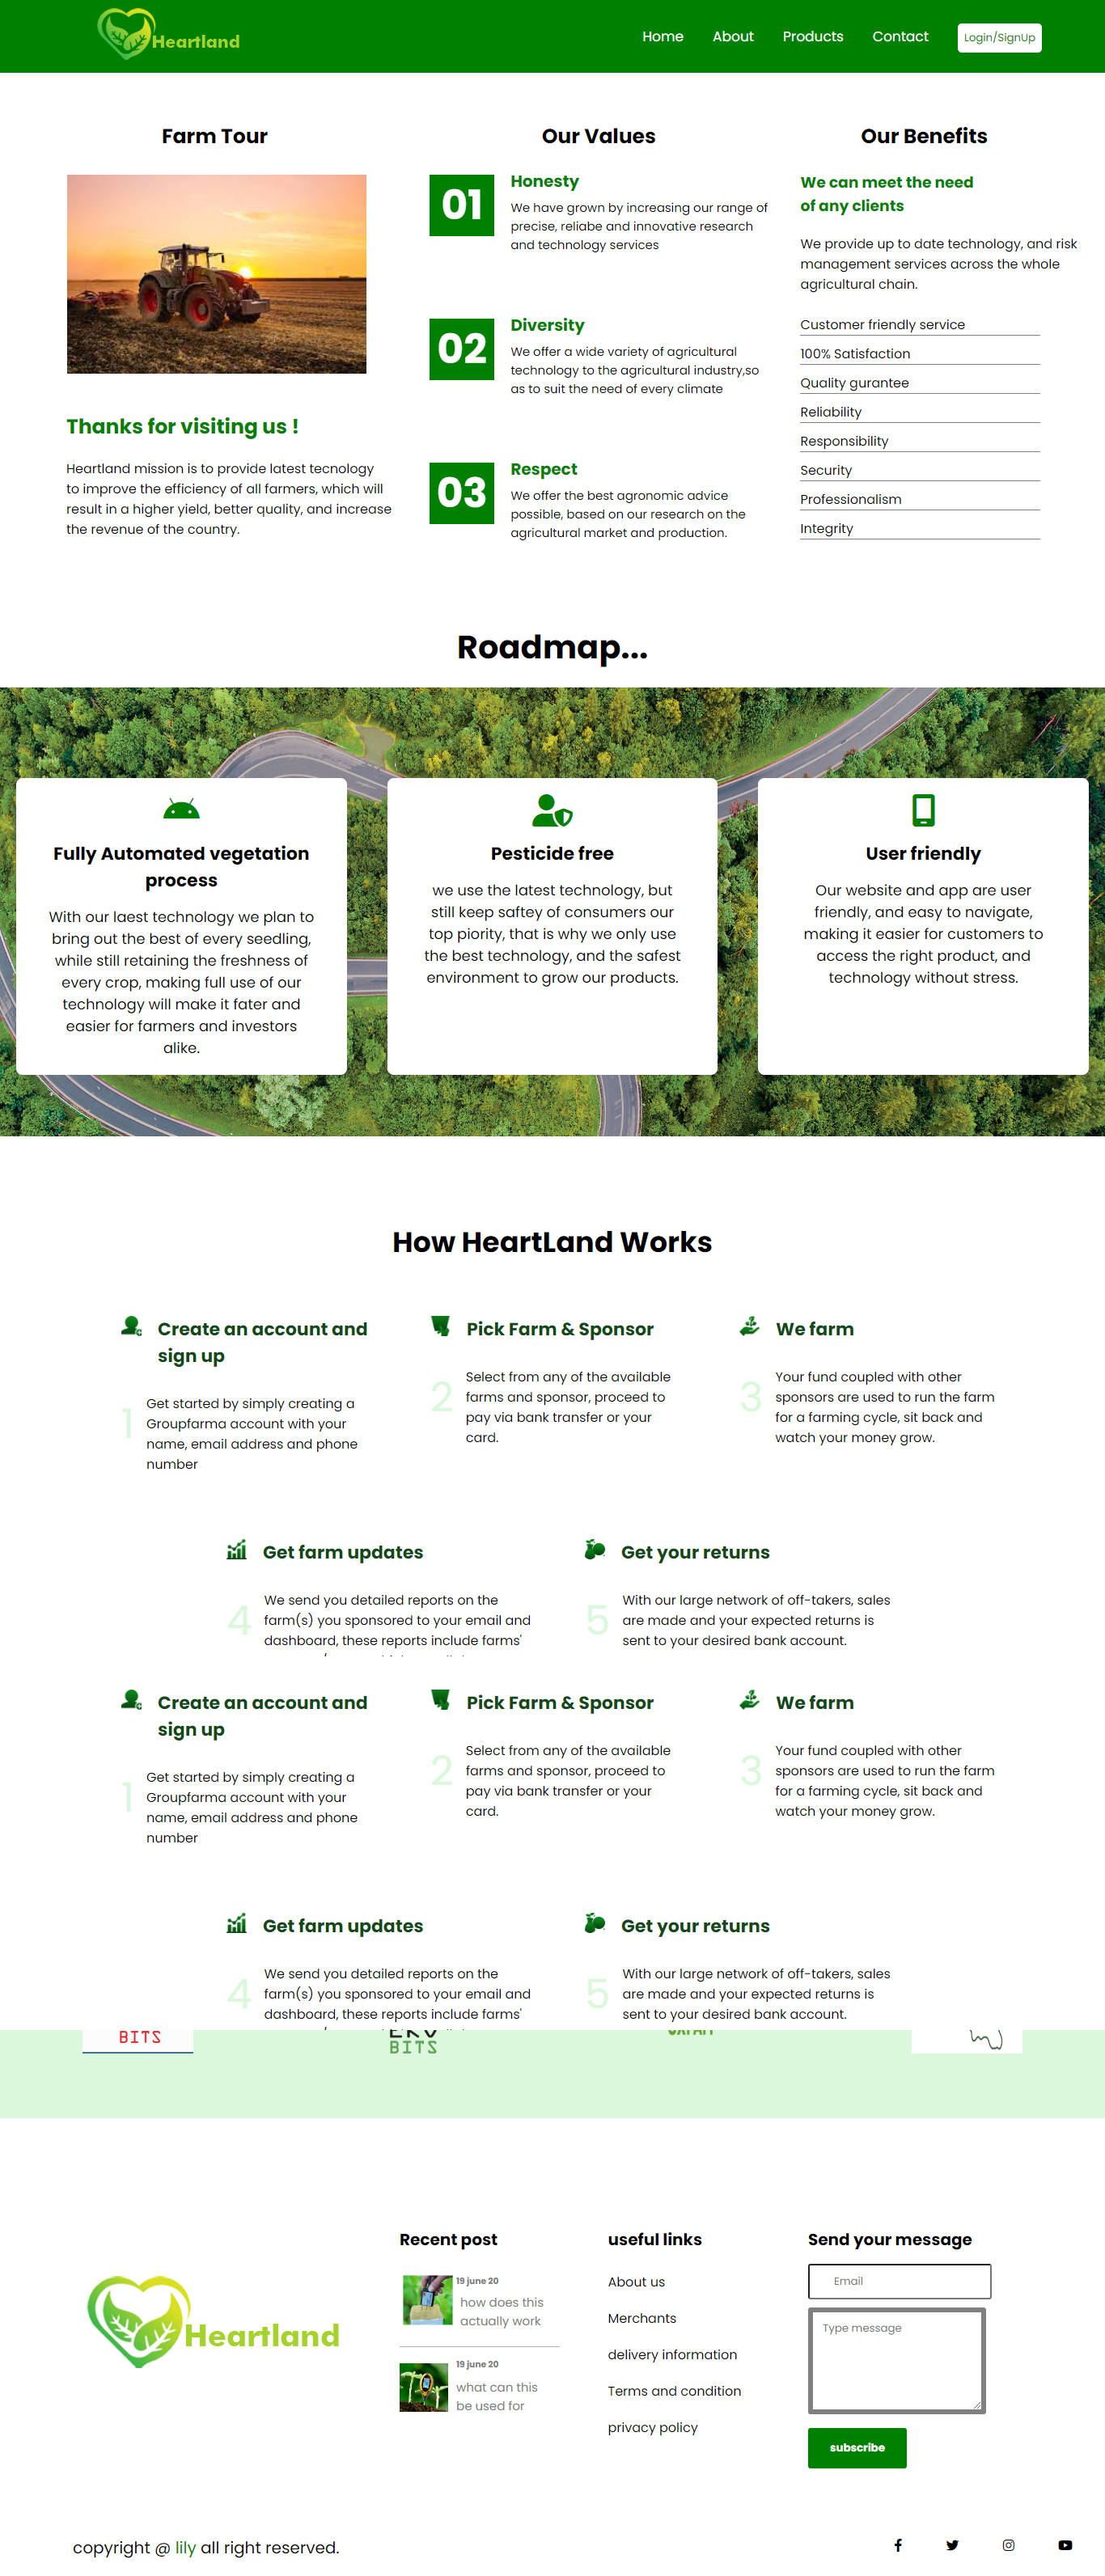 Heartland
Home About Products Contact Login/SignUp
Farm Tour
Thanks for visiting us !
Heartland mission is to provide latest tecnology
to improve the efficiency of all farmers, which will
result in a higher yield, better quality, and increase
the revenue of the country.
Our Values
01
Honesty
We have grown by increasing our range of
precise, reliabe and innovative research
and technology services
02
Diversity
We offer a wide variety of agricultural
technology to the agricultural industry,so
as to suit the need of every climate
03
Respect
We offer the best agronomic advice
possible, based on our research on the
agricultural market and production.
Our Benefits
We can meet the need
of any clients
We provide up to date technology, and risk
management services across the whole
agricultural chain.
Customer friendly service
100% Satisfaction
Quality gurantee
Reliability
Responsibility
Security
Professionalism
Integrity
Roadmap...
Fully Automated vegetation
process
With our laest technology we plan to
bring out the best of every seedling,
while still retaining the freshness of
every crop, making full use of our
technology will make it fater and
easier for farmers and investors
alike.
Pesticide free
we use the latest technology, but
still keep saftey of consumers our
top piority, that is why we only use
the best technology, and the safest
environment to grow our products.
User friendly
Our website and app are user
friendly, and easy to navigate,
making it easier for customers to
access the right product, and
technology without stress.
How HeartLand Works
Create an account and
sign up
1
Get started by simply creating a
Groupfarma account with your
name, email address and phone
number
Pick Farm & Sponsor
2
Select from any of the available
farms and sponsor, proceed to
pay via bank transfer or your
card.
We farm
3
Your fund coupled with other
sponsors are used to run the farm
for a farming cycle, sit back and
watch your money grow.
Get farm updates
4
We send you detailed reports on the
farm(s) you sponsored to your email and
dashboard, these reports include farms'
Get your returns
5
With our large network of off-takers, sales
are made and your expected returns is
sent to your desired bank account.
Create an account and
sign up
1
Get started by simply creating a
Groupfarma account with your
name, email address and phone
number
Pick Farm & Sponsor
2
Select from any of the available
farms and sponsor, proceed to
pay via bank transfer or your
card.
We farm
3
Your fund coupled with other
sponsors are used to run the farm
for a farming cycle, sit back and
watch your money grow.
Get farm updates
4
We send you detailed reports on the
farm(s) you sponsored to your email and
dashboard, these reports include farms'
Get your returns
5
With our large network of off-takers, sales
are made and your expected returns is
sent to your desired bank account.
BITS
BITS
Heartland
Recent post
19 june 20
how does this
actually work
19 june 20
what can this
be used for
useful links
About us
Merchants
delivery information
Terms and condition
privacy policy
Send your message
Email
Type message
subscribe
copyright @ lily all right reserved.